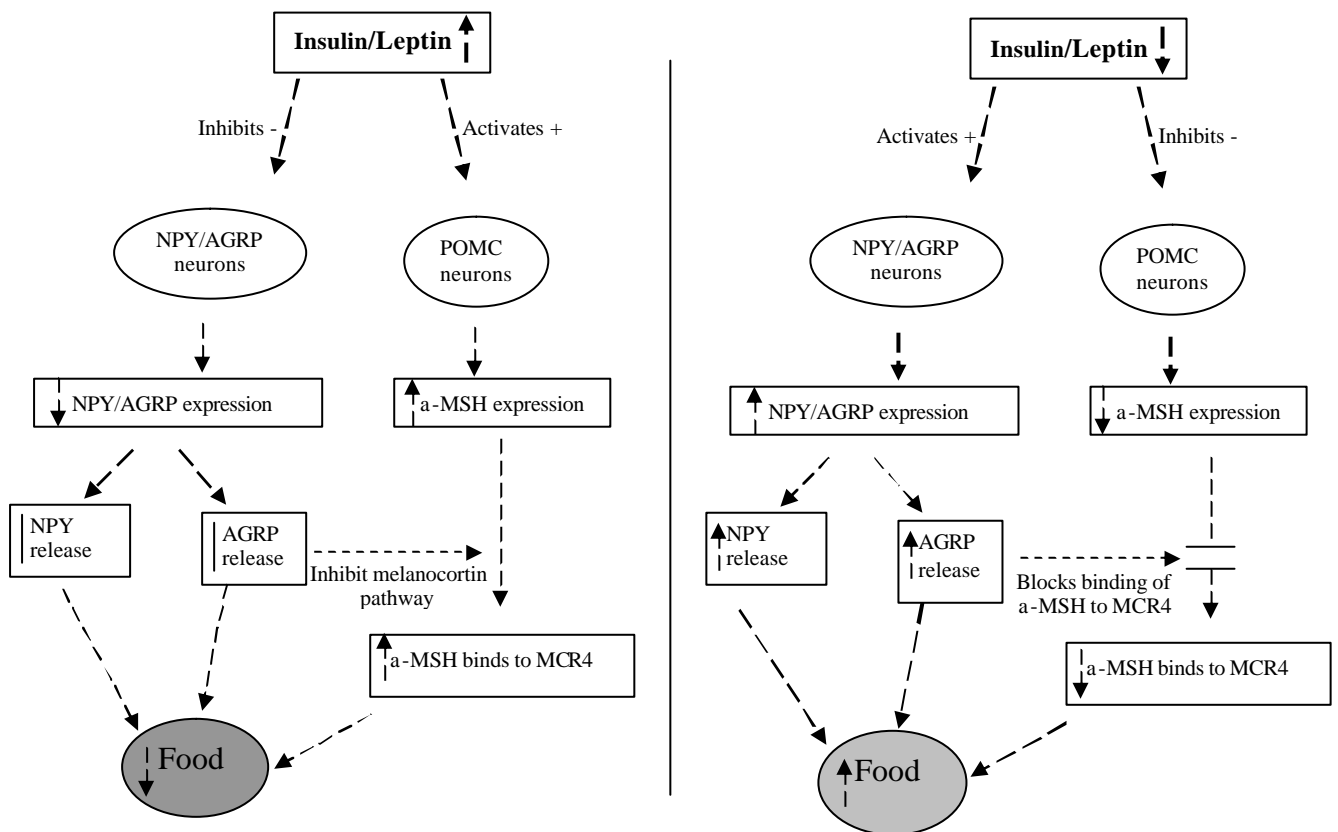 Insulin/Leptin
Inhibits -
Activates +
NPY/AGRP
neurons
POMC
neurons
NPY/AGRP expression
a-MSH expression
NPY
release
AGRP
release
Inhibit melanocortin
pathway
a-MSH binds to MCR4
Food
Insulin/Leptin
Activates +
Inhibits -
NPY/AGRP
neurons
POMC
neurons
NPY/AGRP expression
a-MSH expression
NPY
release
AGRP
release
Blocks binding of
a-MSH to MCR4
a-MSH binds to MCR4
Food